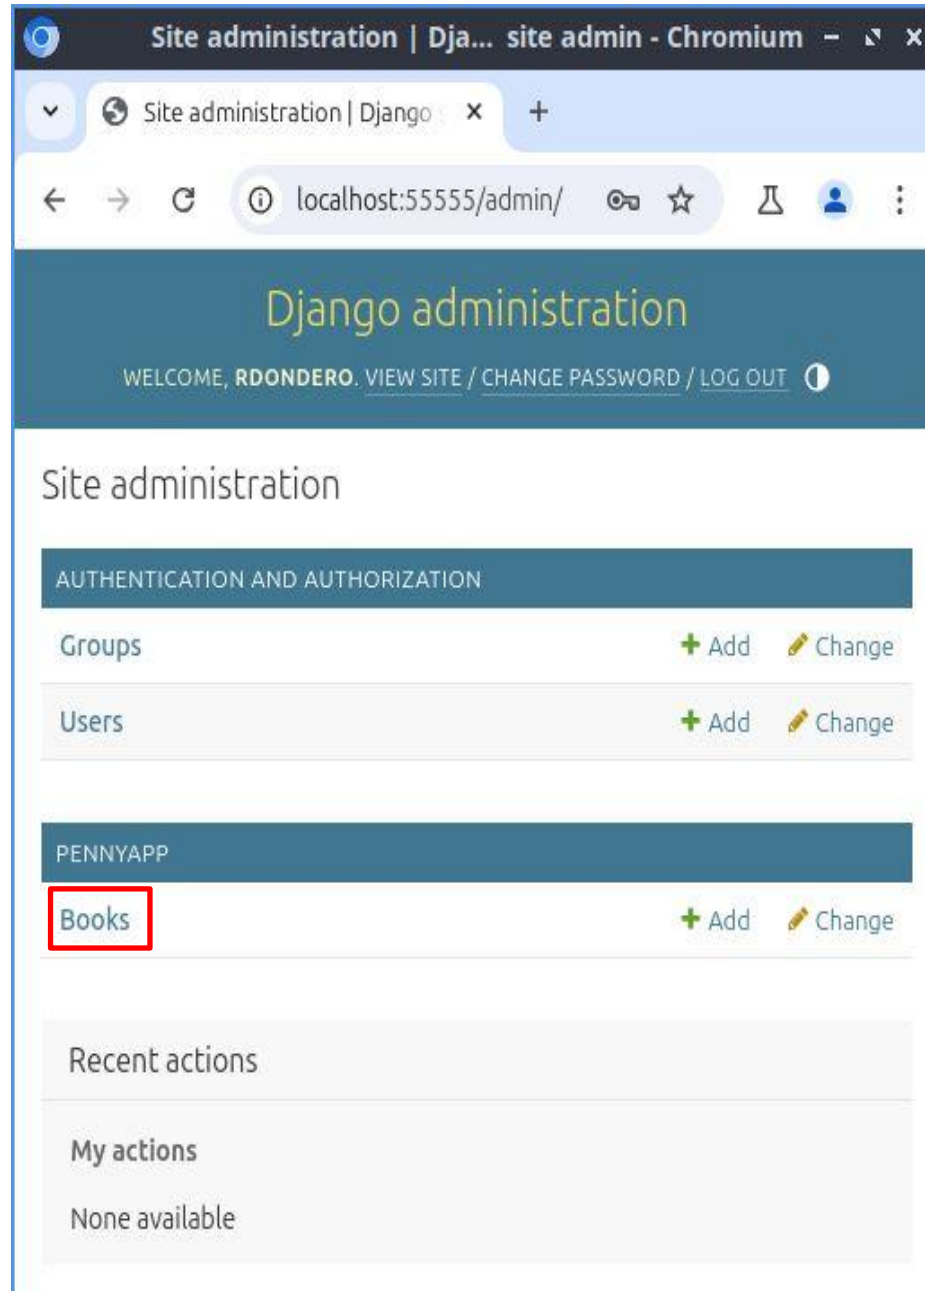 Site administration | Dja... site admin - Chromium
Site administration | Django
localhost:55555/admin/
Django administration
WELCOME, RDONDERO. VIEW SITE / CHANGE PASSWORD / LOG OUT
Site administration
AUTHENTICATION AND AUTHORIZATION
Groups + Add Change
Users + Add Change
PENNYAPP
Books + Add Change
Recent actions
My actions
None available